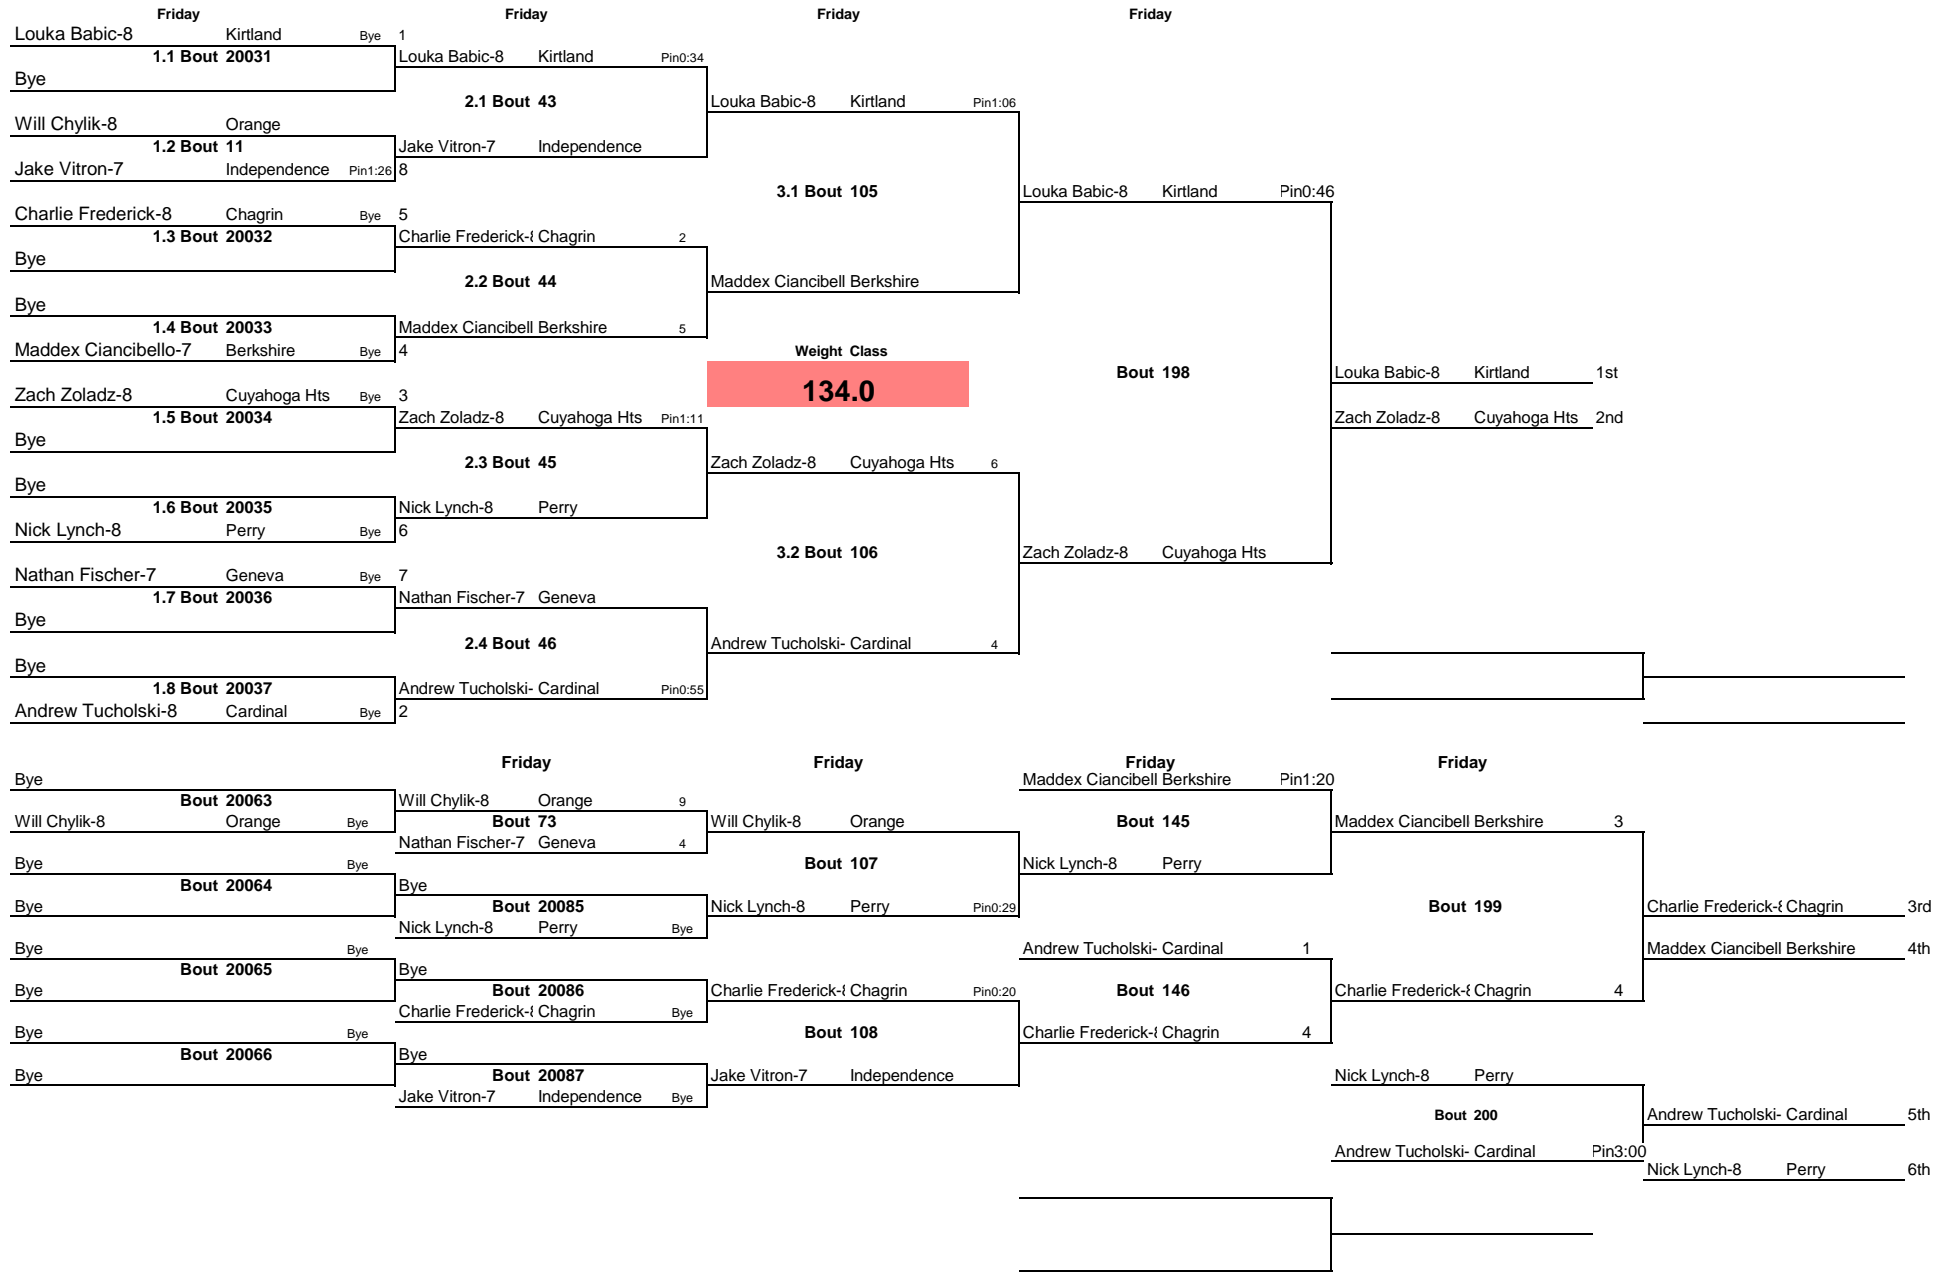 Friday Friday Friday Friday
Louka Babic-8 Kirtland Bye 1
1.1 Bout 20031 Louka Babic-8 Kirtland Pin0:34
Bye
2.1 Bout 43 Louka Babic-8 Kirtland Pin1:06
Will Chylik-8 Orange
1.2 Bout 11 Jake Vitron-7 Independence
Jake Vitron-7 Independence Pin1:26 8
3.1 Bout 105 Louka Babic-8 Kirtland Pin0:46
Charlie Frederick-8 Chagrin Bye 5
1.3 Bout 20032 Charlie Frederick-8 Chagrin 2
Bye
2.2 Bout 44 Maddex Ciancibell Berkshire
Bye
1.4 Bout 20033 Maddex Ciancibell Berkshire 5
Maddex Ciancibello-7 Berkshire Bye 4 Weight Class
Bout 198 Louka Babic-8 Kirtland 1st
134.0
Zach Zoladz-8 Cuyahoga Hts Bye 3
1.5 Bout 20034 Zach Zoladz-8 Cuyahoga Hts Pin1:11 Zach Zoladz-8 Cuyahoga Hts 2nd
Bye
2.3 Bout 45 Zach Zoladz-8 Cuyahoga Hts 6
Bye
1.6 Bout 20035 Nick Lynch-8 Perry
Nick Lynch-8 Perry Bye 6
3.2 Bout 106 Zach Zoladz-8 Cuyahoga Hts
Nathan Fischer-7 Geneva Bye 7
1.7 Bout 20036 Nathan Fischer-7 Geneva
Bye
2.4 Bout 46 Andrew Tucholski- Cardinal 4
Bye
1.8 Bout 20037 Andrew Tucholski- Cardinal Pin0:55
Andrew Tucholski-8 Cardinal Bye 2
Friday Friday Friday Friday
Bye Maddex Ciancibell Berkshire Pin1:20
Bout 20063 Will Chylik-8 Orange 9
Will Chylik-8 Orange Bye Bout 73 Will Chylik-8 Orange Bout 145 Maddex Ciancibell Berkshire 3
Nathan Fischer-7 Geneva 4
Bye Bye Bout 107 Nick Lynch-8 Perry
Bout 20064 Bye
Bye Bout 20085 Nick Lynch-8 Perry Pin0:29 Bout 199 Charlie Frederick-8 Chagrin 3rd
Nick Lynch-8 Perry Bye
Bye Bye Andrew Tucholski- Cardinal 1 Maddex Ciancibell Berkshire 4th
Bout 20065 Bye
Bye Bout 20086 Charlie Frederick-8 Chagrin Pin0:20 Bout 146 Charlie Frederick-8 Chagrin 4
Charlie Frederick-8 Chagrin Bye
Bye Bye Bout 108 Charlie Frederick-8 Chagrin 4
Bout 20066 Bye
Bye Bout 20087 Jake Vitron-7 Independence Nick Lynch-8 Perry
Jake Vitron-7 Independence Bye
Bout 200 Andrew Tucholski- Cardinal 5th
Andrew Tucholski- Cardinal Pin3:00
Nick Lynch-8 Perry 6th